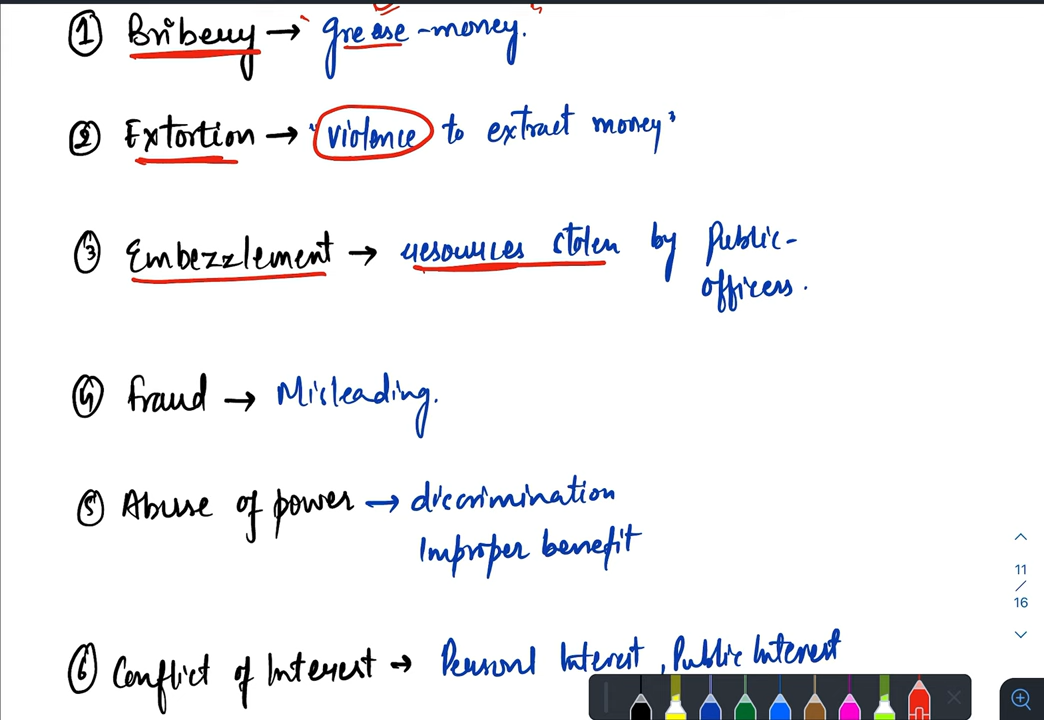 ① Bribery → "grease-money."
② Extortion → "violence to extract money"
③ Embezzlement → resources stolen by Public-
officers.
④ Fraud → Misleading.
⑤ Abuse of power → discrimination
Improper benefit
⑥ Conflict of Interest → Personal Interest, Public Interest
11
/
16